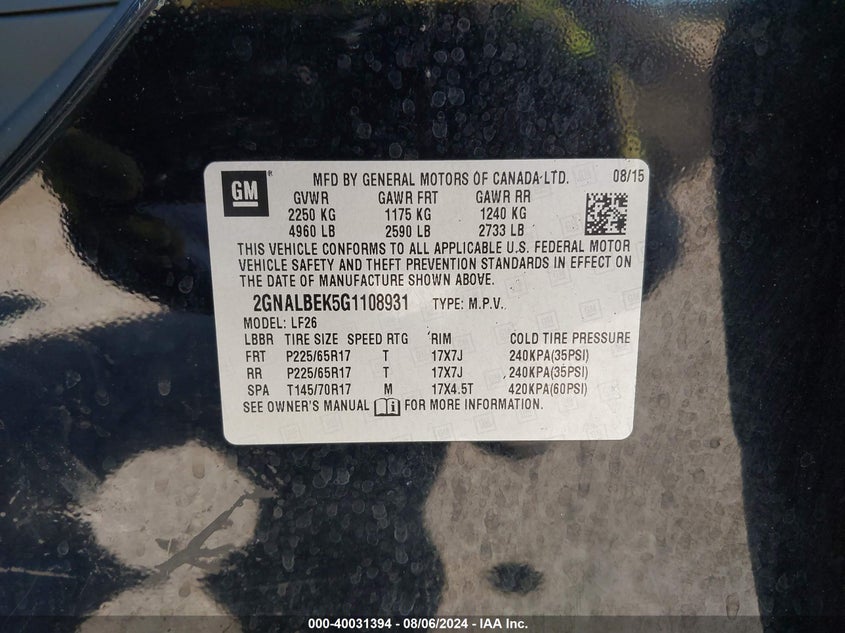 GM ® MFD BY GENERAL MOTORS OF CANADA LTD. 08/15
GVWR GAWR FRT GAWR RR
2250 KG 1175 KG 1240 KG
4960 LB 2590 LB 2733 LB
THIS VEHICLE CONFORMS TO ALL APPLICABLE U.S. FEDERAL MOTOR
VEHICLE SAFETY AND THEFT PREVENTION STANDARDS IN EFFECT ON
THE DATE OF MANUFACTURE SHOWN ABOVE.
2GNALBEK5G1108931 TYPE: M.P.V.
MODEL: LF26
LBBR TIRE SIZE SPEED RTG RIM COLD TIRE PRESSURE
FRT P225/65R17 T 17X7J 240KPA(35PSI)
RR P225/65R17 T 17X7J 240KPA(35PSI)
SPA T145/70R17 M 17X4.5T 420KPA(60PSI)
SEE OWNER'S MANUAL FOR MORE INFORMATION.
000-40031394 - 08/06/2024 - IAA Inc.